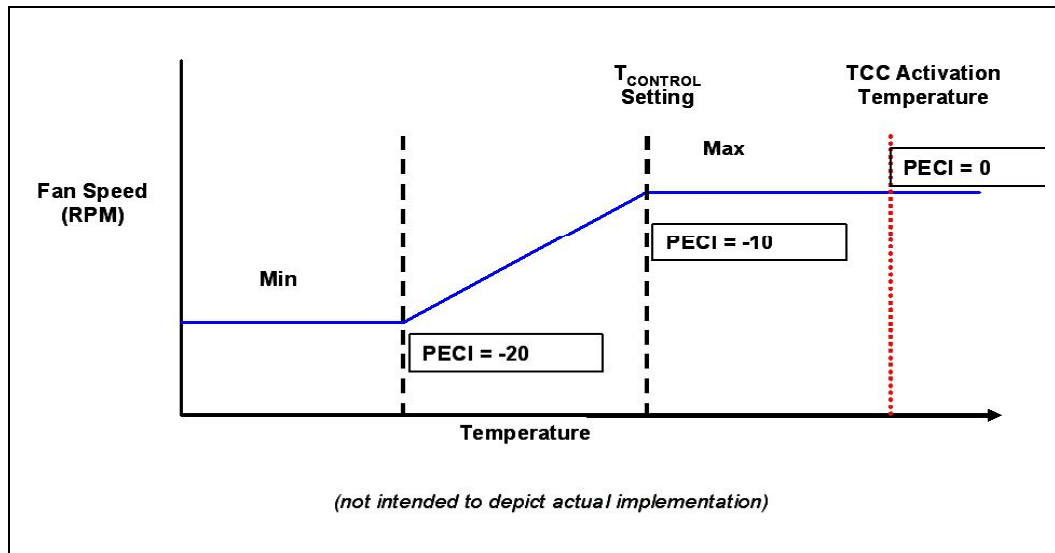 T_CONTROL
Setting
TCC Activation
Temperature
Max
PECI = 0
Fan Speed
(RPM)
PECI = -10
Min
PECI = -20
Temperature
(not intended to depict actual implementation)